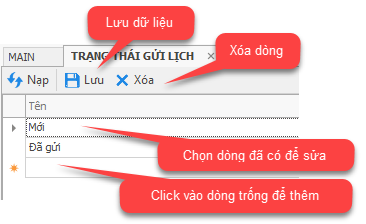 Lưu dữ liệu
Xóa dòng
MAIN
TRẠNG THÁI GỬI LỊCH
Nạp
Lưu
Xóa
Tên
Mới
Đã gửi
Chọn dòng đã có để sửa
Click vào dòng trống để thêm